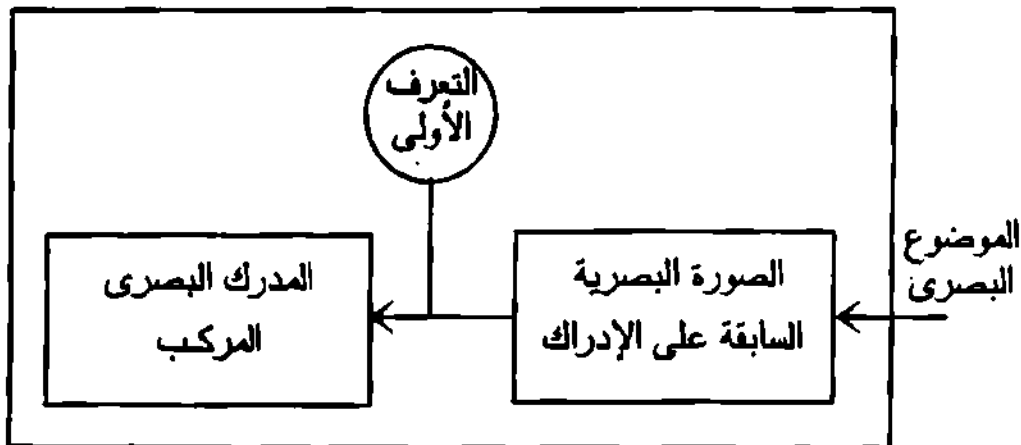 التعرف
الأولى
الموضوع
البصرى
الصورة البصرية
السابقة على الإدراك
المدرك البصرى
المركب